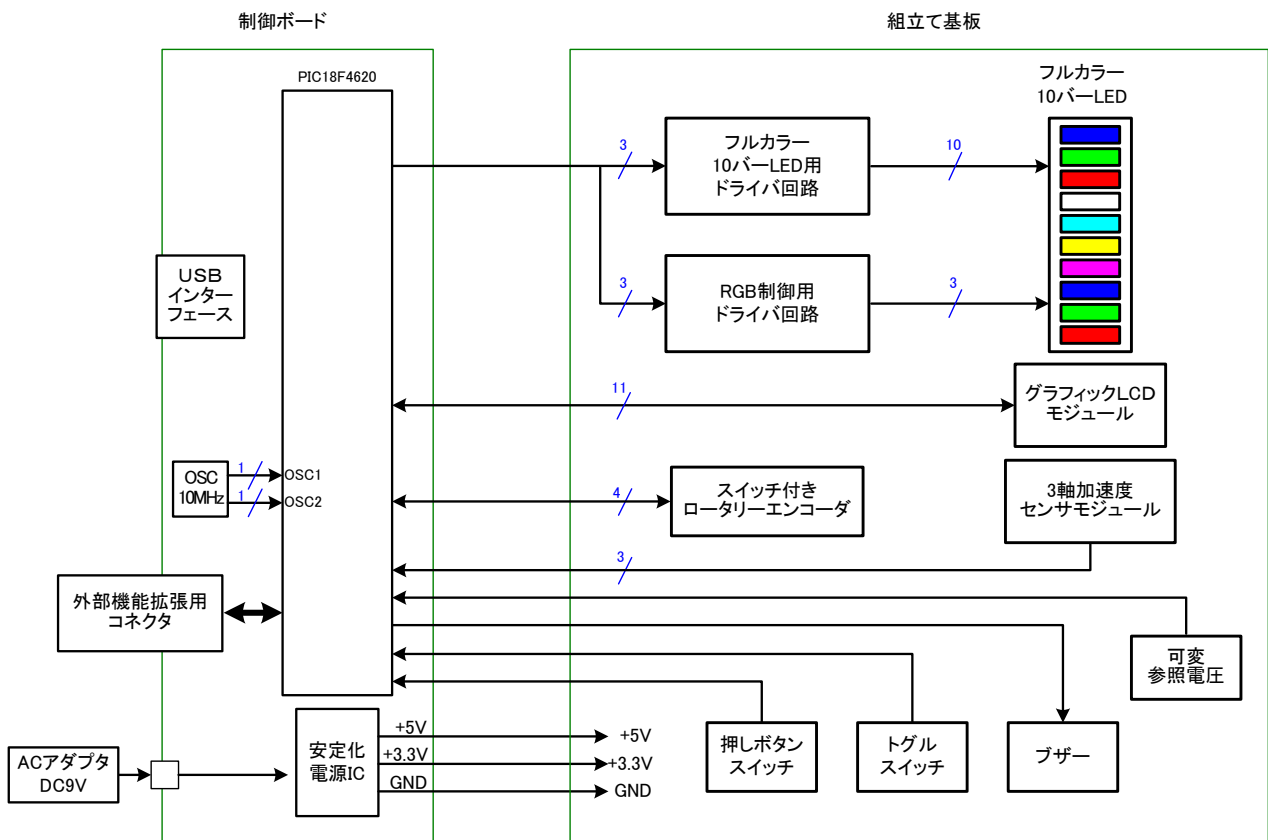 制御ボード
組立て基板
PIC18F4620
フルカラー
10バーLED
3
フルカラー
10バーLED用
ドライバ回路
10
USB
インター
フェース
3
RGB制御用
ドライバ回路
3
11
グラフィックLCD
モジュール
OSC
10MHz
1
OSC1
1
OSC2
4
スイッチ付き
ロータリーエンコーダ
3軸加速度
センサモジュール
3
外部機能拡張用
コネクタ
可変
参照電圧
ACアダプタ
DC9V
安定化
電源IC
+5V
+5V
+3.3V
+3.3V
GND
GND
押しボタン
スイッチ
トグル
スイッチ
ブザー